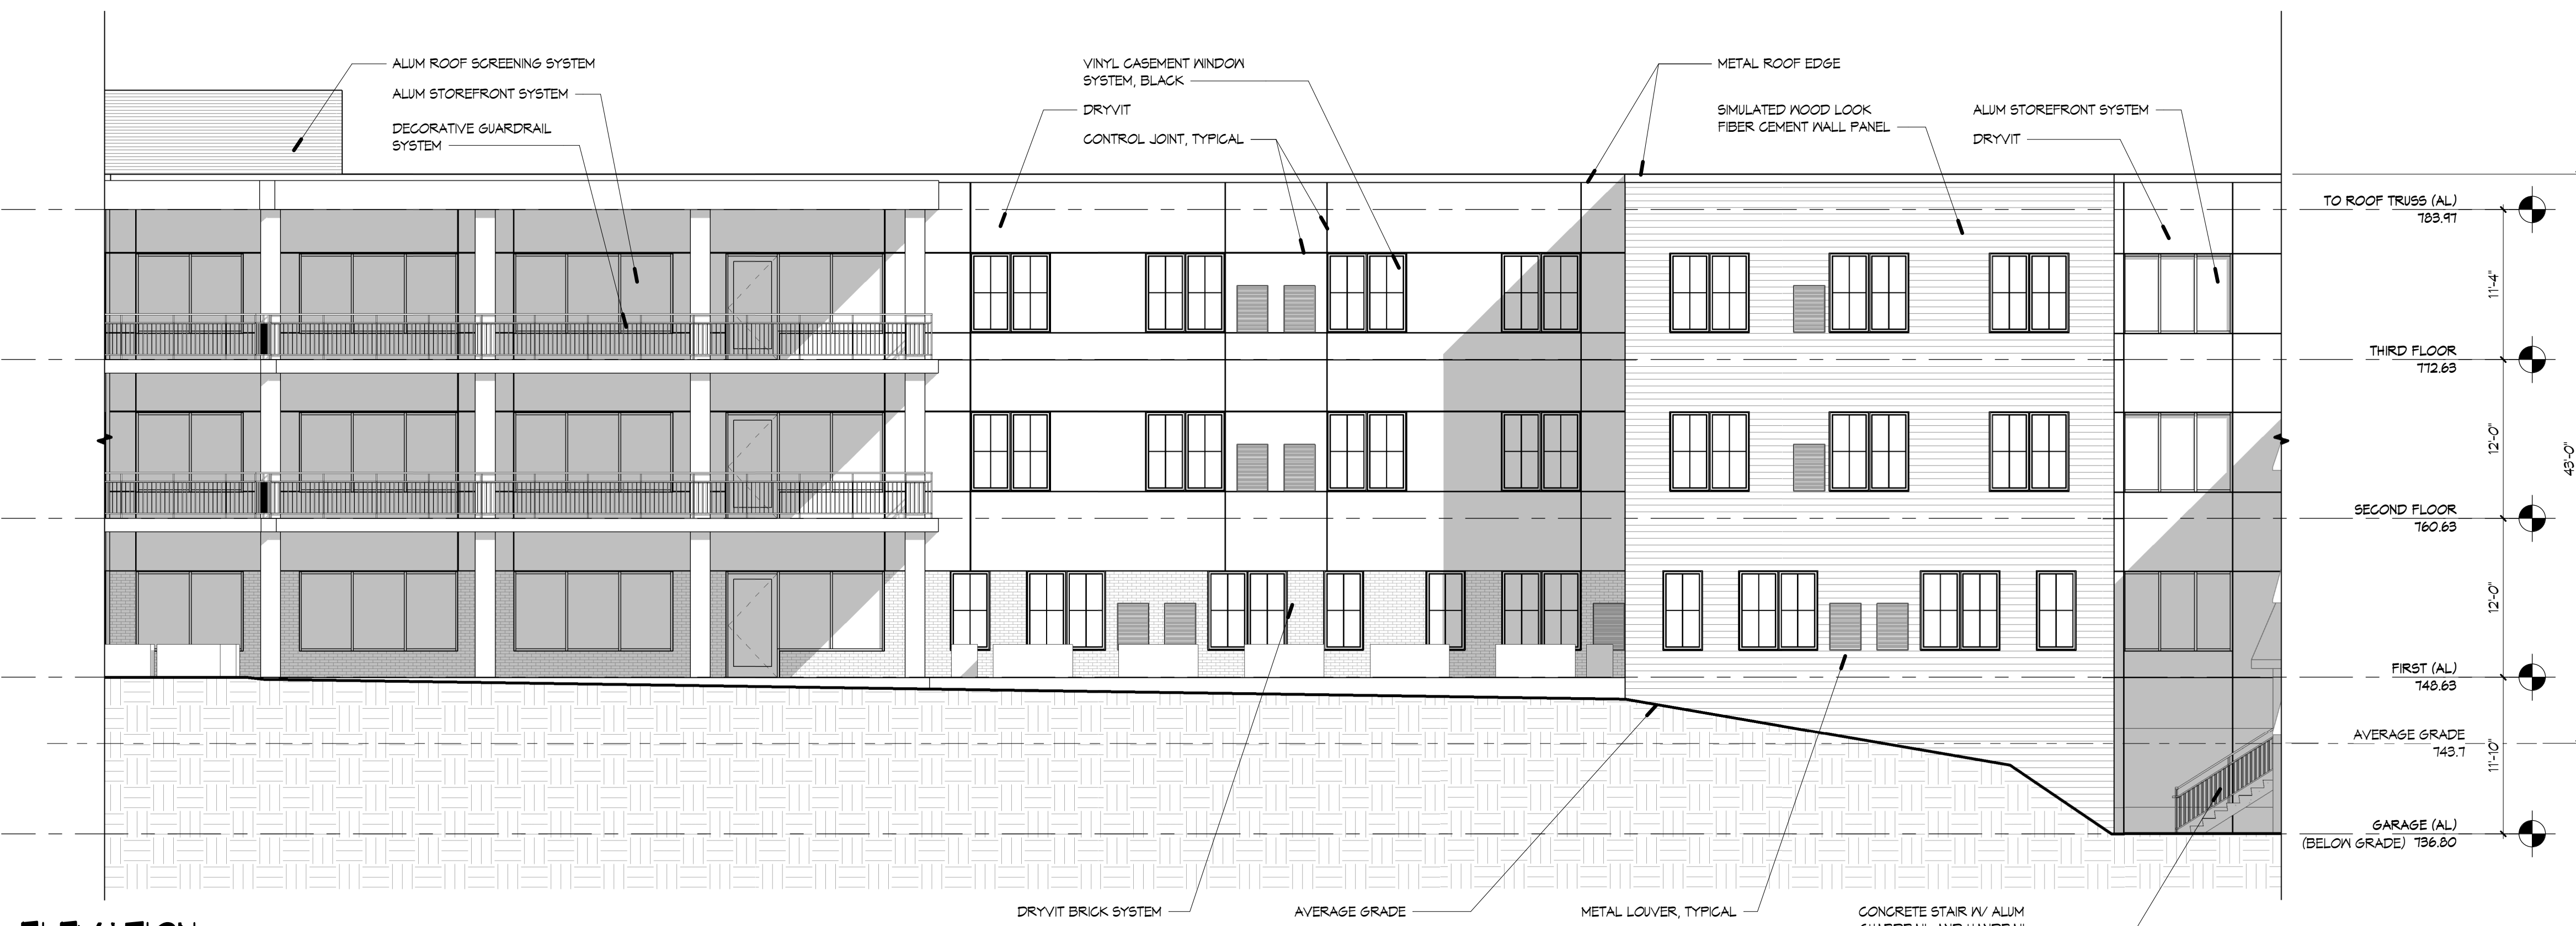 ALUM ROOF SCREENING SYSTEM
ALUM STOREFRONT SYSTEM
DECORATIVE GUARDRAIL
SYSTEM
VINYL CASEMENT WINDOW
SYSTEM, BLACK
DRYVIT
CONTROL JOINT, TYPICAL
METAL ROOF EDGE
SIMULATED WOOD LOOK
FIBER CEMENT WALL PANEL
ALUM STOREFRONT SYSTEM
DRYVIT
TO ROOF TRUSS (AL)
783.97
11'-4"
THIRD FLOOR
772.63
12'-0"
43'-0"
SECOND FLOOR
760.63
12'-0"
FIRST (AL)
748.63
AVERAGE GRADE
743.7
11'-10"
GARAGE (AL)
(BELOW GRADE) 736.80
DRYVIT BRICK SYSTEM
AVERAGE GRADE
METAL LOUVER, TYPICAL
CONCRETE STAIR W/ ALUM
GUARDRAIL AND HANDRAIL
ELEVATION